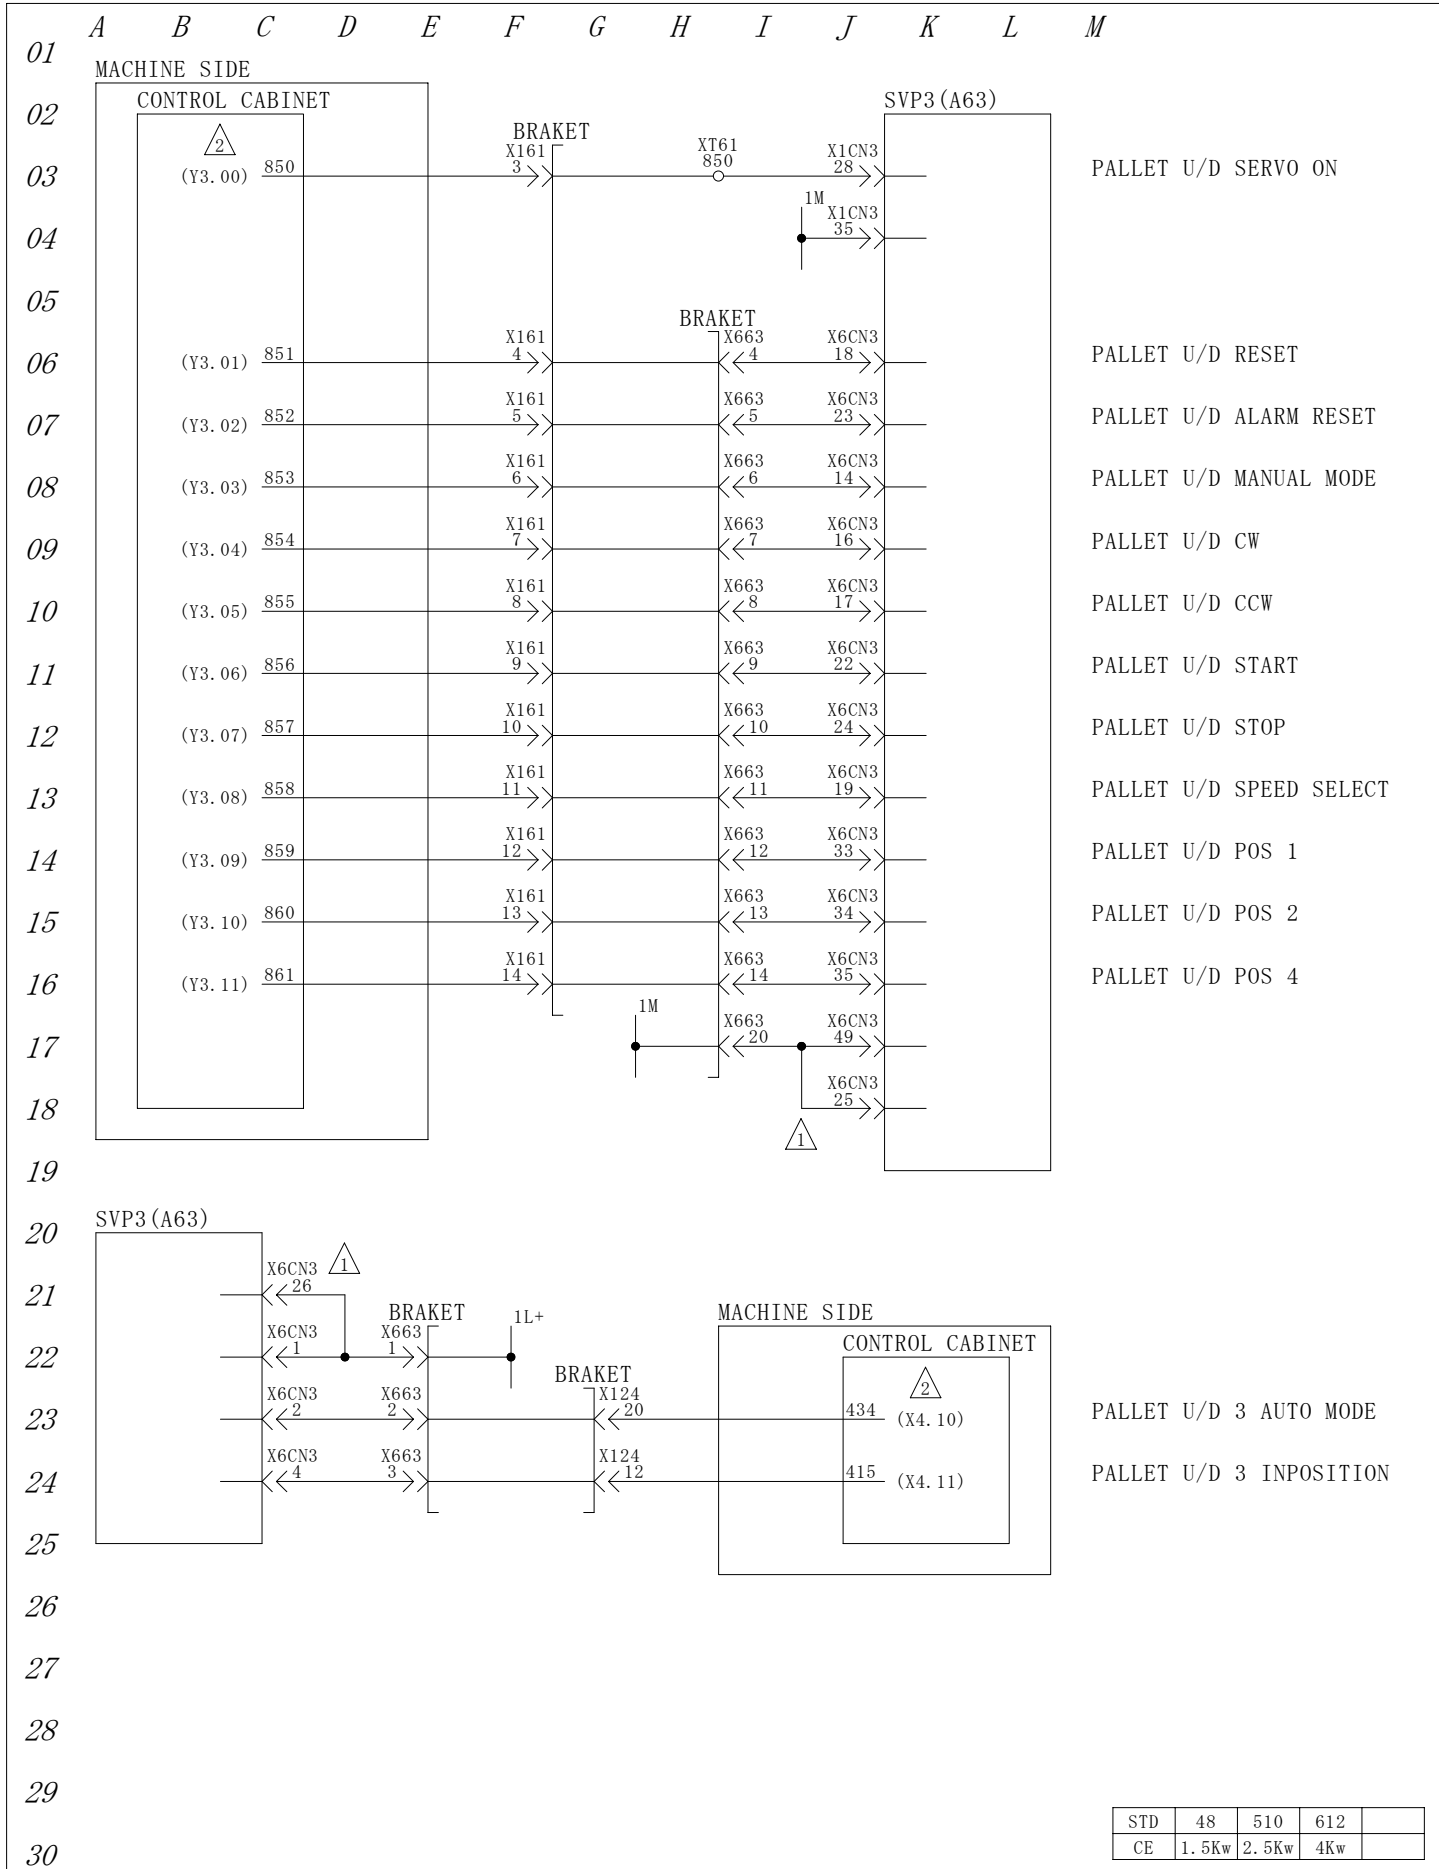 A B C D E F G H I J K L M
01
MACHINE SIDE
02 CONTROL CABINET SVP3(A63)
2 BRAKET
X161 XT61 X1CN3
03 (Y3.00) 850 3 850 28 PALLET U/D SERVO ON
1M X1CN3
04 35
05
BRAKET
X161 X663 X6CN3
06 (Y3.01) 851 4 4 18 PALLET U/D RESET
X161 X663 X6CN3
07 (Y3.02) 852 5 5 23 PALLET U/D ALARM RESET
X161 X663 X6CN3
08 (Y3.03) 853 6 6 14 PALLET U/D MANUAL MODE
X161 X663 X6CN3
09 (Y3.04) 854 7 7 16 PALLET U/D CW
X161 X663 X6CN3
10 (Y3.05) 855 8 8 17 PALLET U/D CCW
X161 X663 X6CN3
11 (Y3.06) 856 9 9 22 PALLET U/D START
X161 X663 X6CN3
12 (Y3.07) 857 10 10 24 PALLET U/D STOP
X161 X663 X6CN3
13 (Y3.08) 858 11 11 19 PALLET U/D SPEED SELECT
X161 X663 X6CN3
14 (Y3.09) 859 12 12 33 PALLET U/D POS 1
X161 X663 X6CN3
15 (Y3.10) 860 13 13 34 PALLET U/D POS 2
X161 X663 X6CN3
16 (Y3.11) 861 14 14 35 PALLET U/D POS 4
1M X663 X6CN3
17 20 49
X6CN3
18 25
1
19
SVP3(A63)
20
X6CN3 1
21 26
BRAKET 1L+ MACHINE SIDE
X6CN3 X663 CONTROL CABINET
22 1 1
BRAKET 2
X6CN3 X663 X124
23 2 2 20 434 (X4.10) PALLET U/D 3 AUTO MODE
X6CN3 X663 X124
24 4 3 12 415 (X4.11) PALLET U/D 3 INPOSITION
25
26
27
28
29
STD 48 510 612
30 CE 1.5Kw 2.5Kw 4Kw